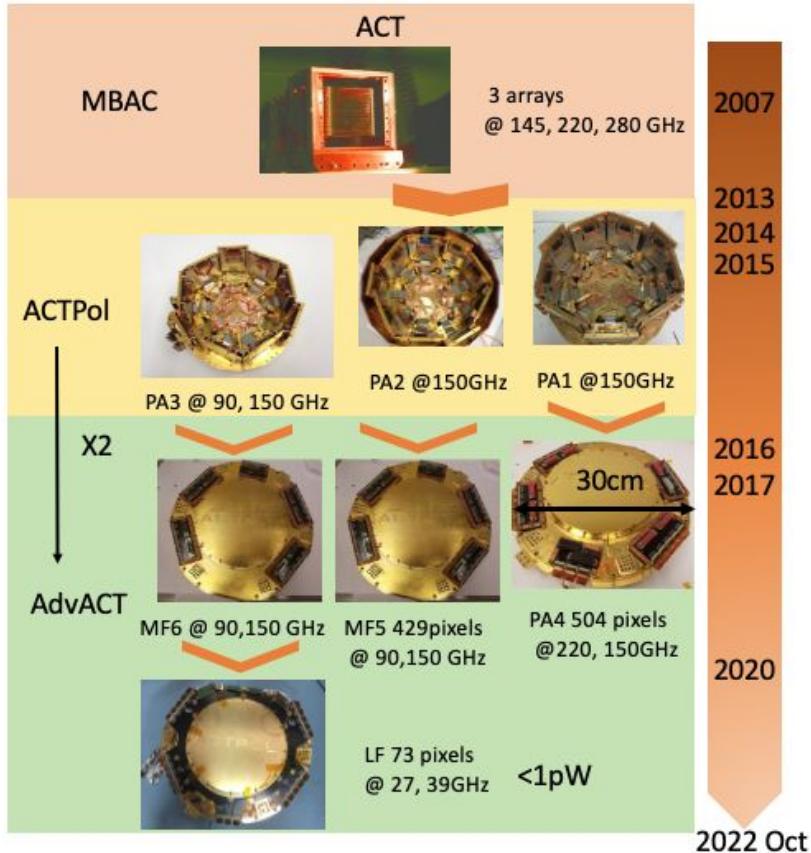 ACT
MBAC
3 arrays
@ 145, 220, 280 GHz
2007
2013
2014
2015
ACTPol
PA3 @ 90, 150 GHz
PA2 @150GHz
PA1 @150GHz
X2
2016
2017
30cm
AdvACT
MF6 @ 90,150 GHz
MF5 429pixels
@ 90,150 GHz
PA4 504 pixels
@220, 150GHz
2020
LF 73 pixels
@ 27, 39GHz
<1pW
2022 Oct